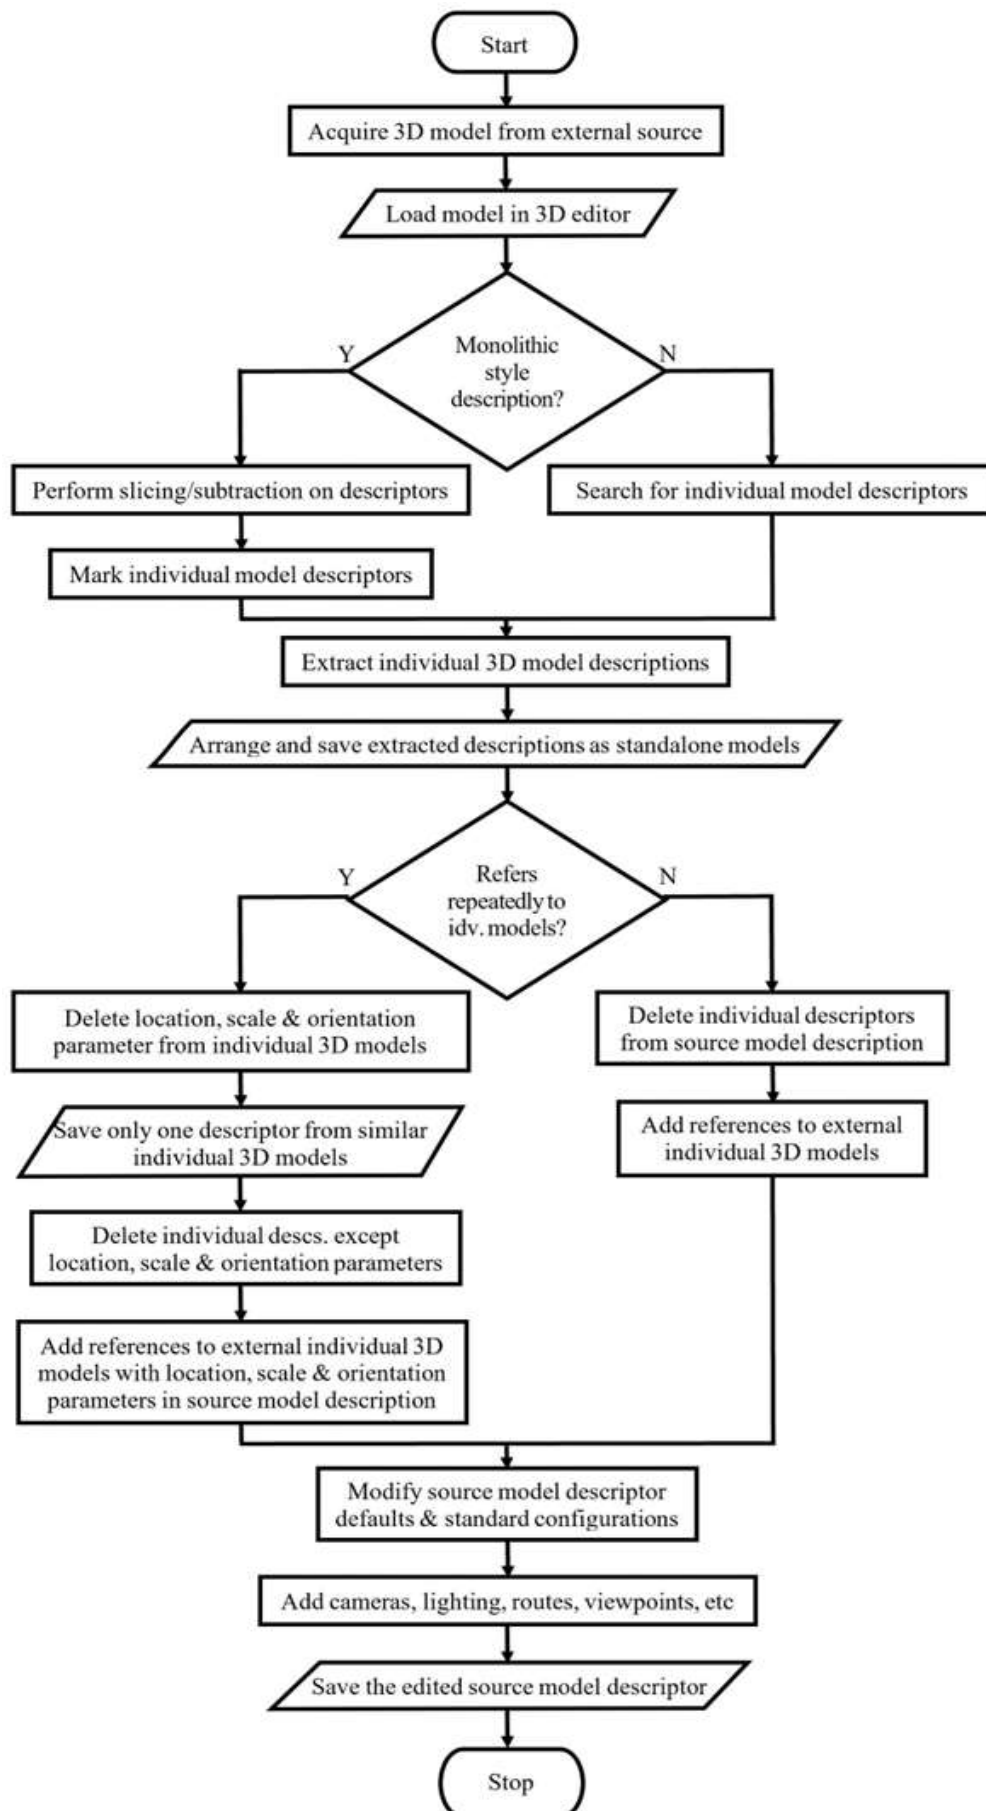 Start
Acquire 3D model from external source
Load model in 3D editor
Y
N
Monolithic
style
description?
Perform slicing/subtraction on descriptors
Search for individual model descriptors
Mark individual model descriptors
Extract individual 3D model descriptions
Arrange and save extracted descriptions as standalone models
Y
N
Refers
repeatedly to
idv. models?
Delete location, scale & orientation
parameter from individual 3D models
Delete individual descriptors
from source model description
Save only one descriptor from similar
individual 3D models
Add references to external
individual 3D models
Delete individual descs. except
location, scale & orientation parameters
Add references to external individual 3D
models with location, scale & orientation
parameters in source model description
Modify source model descriptor
defaults & standard configurations
Add cameras, lighting, routes, viewpoints, etc
Save the edited source model descriptor
Stop